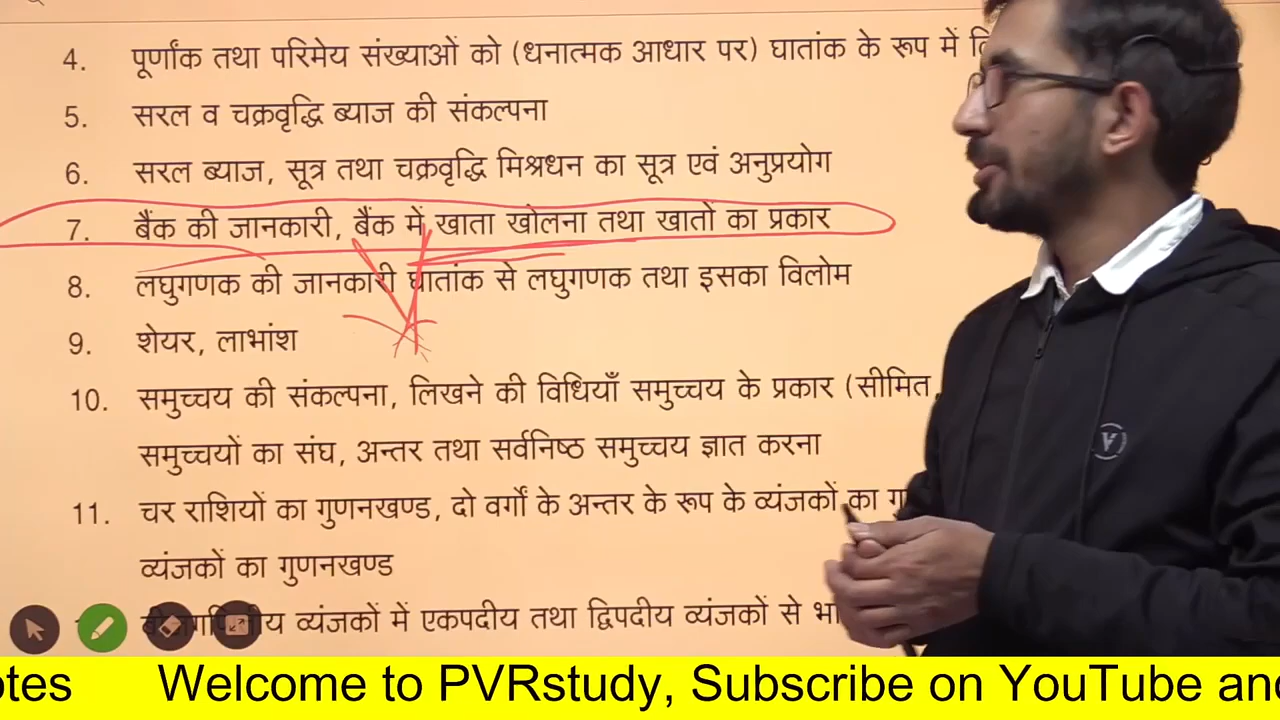 4. पूर्णांक तथा परिमेय संख्याओं को (धनात्मक आधार पर) घातांक के रूप में
5. सरल व चक्रवृद्धि ब्याज की संकल्पना
6. सरल ब्याज, सूत्र तथा चक्रवृद्धि मिश्रधन का सूत्र एवं अनुप्रयोग
7. बैंक की जानकारी, बैंक में खाता खोलना तथा खातों का प्रकार
8. लघुगणक की जानकारी घातांक से लघुगणक तथा इसका विलोम
9. शेयर, लाभांश
10. समुच्चय की संकल्पना, लिखने की विधियाँ समुच्चय के प्रकार (सीमित,
समुच्चयों का संघ, अन्तर तथा सर्वनिष्ठ समुच्चय ज्ञात करना
11. चर राशियों का गुणनखण्ड, दो वर्गों के अन्तर के रूप के व्यंजकों का
व्यंजकों का गुणनखण्ड
व्यंजकों में एकपदीय तथा द्विपदीय व्यंजकों से
Welcome to PVRstudy, Subscribe on YouTube